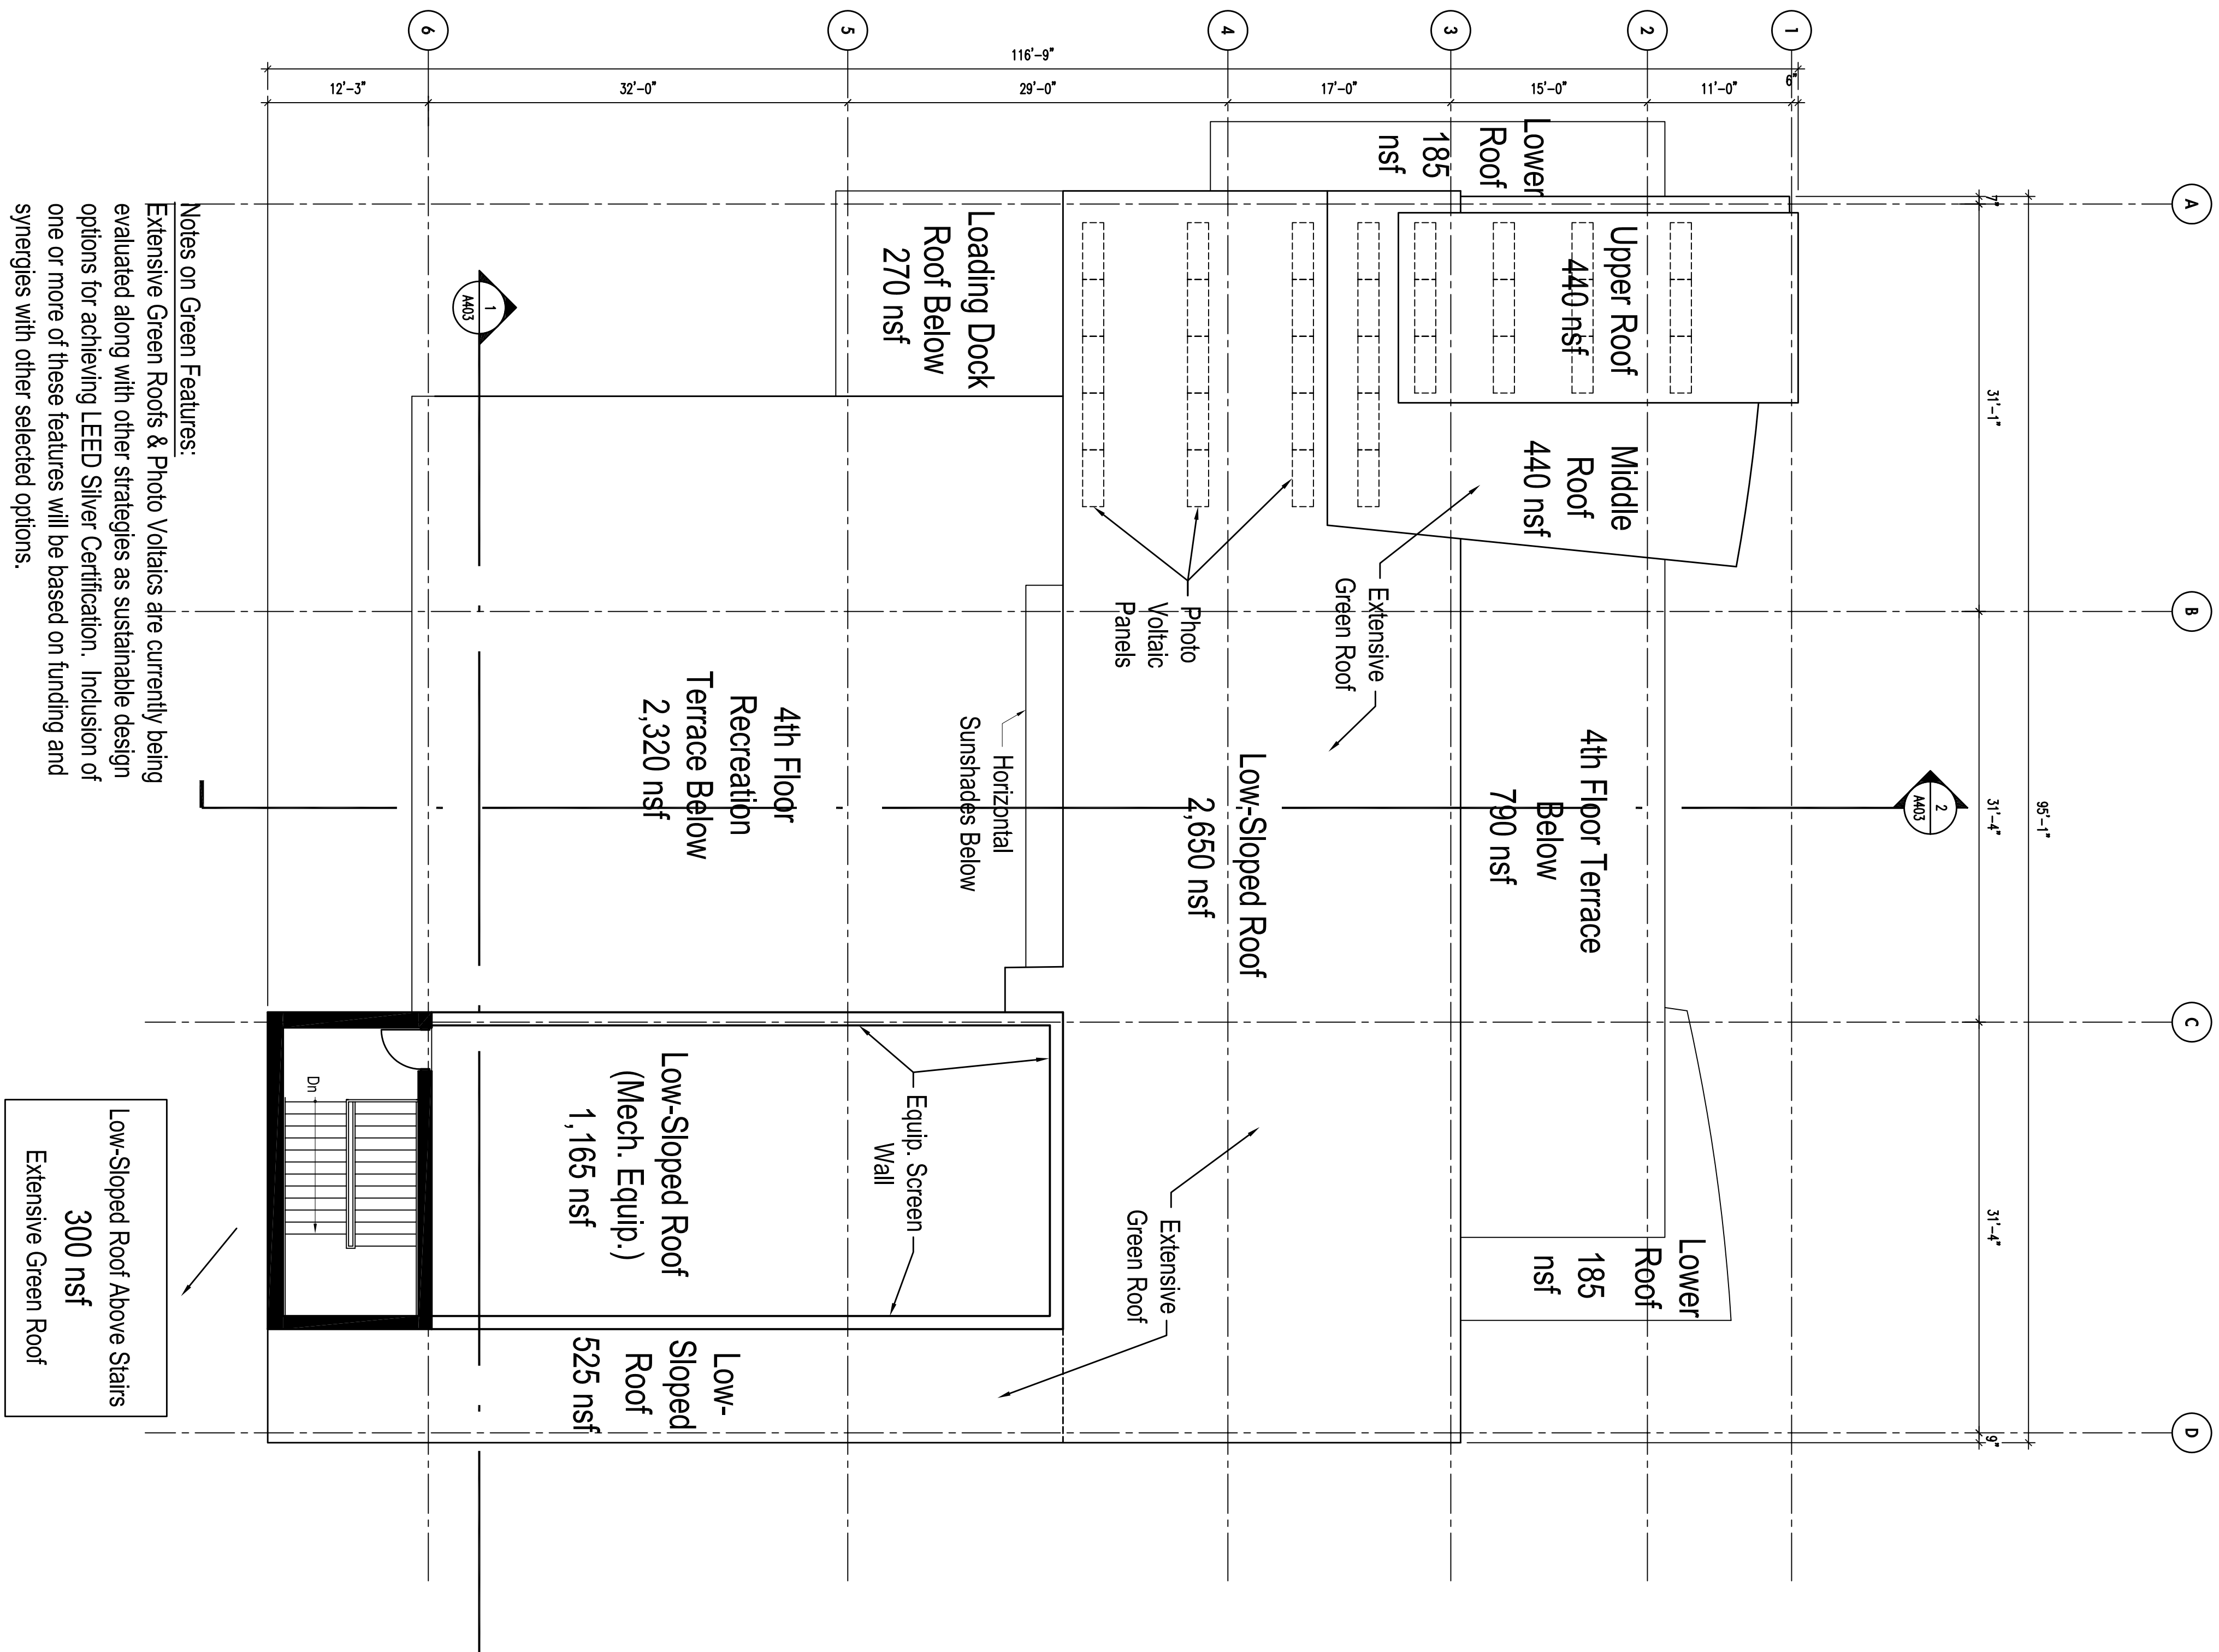 A
B
C
D
95'-1"
7"
31'-1"
31'-4"
31'-4"
9"
2
A403
1
2
3
4
5
6
6"
11'-0"
15'-0"
17'-0"
29'-0"
32'-0"
12'-3"
116'-9"
Lower
Roof
185
nsf
Upper Roof
440 nsf
Middle
Roof
440 nsf
4th Floor Terrace
Below
790 nsf
Lower
Roof
185
nsf
Extensive
Green Roof
Low-Sloped Roof
2,650 nsf
Photo
Voltaic
Panels
Extensive
Green Roof
Loading Dock
Roof Below
270 nsf
Horizontal
Sunshades Below
4th Floor
Recreation
Terrace Below
2,320 nsf
Equip. Screen
Wall
Low-Sloped Roof
(Mech. Equip.)
1,165 nsf
Low-
Sloped
Roof
525 nsf
1
A403
Dn
Notes on Green Features:
Extensive Green Roofs & Photo Voltaics are currently being
evaluated along with other strategies as sustainable design
options for achieving LEED Silver Certification. Inclusion of
one or more of these features will be based on funding and
synergies with other selected options.
Low-Sloped Roof Above Stairs
300 nsf
Extensive Green Roof